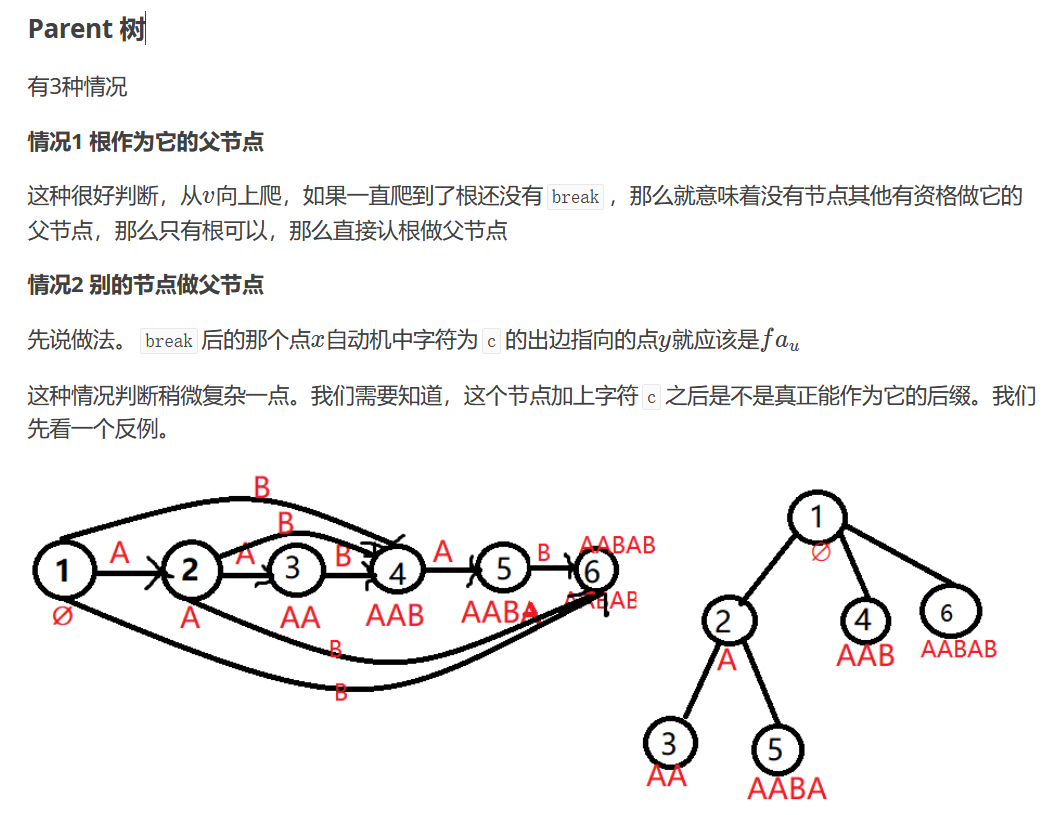 Parent 树
有3种情况
情况1 根作为它的父节点
这种很好判断，从v向上爬，如果一直爬到了根还没有 break ，那么就意味着没有节点其他有资格做它的
父节点，那么只有根可以，那么直接认根做父节点
情况2 别的节点做父节点
先说做法。 break 后的那个点x自动机中字符为 c 的出边指向的点y就应该是fa_u
这种情况判断稍微复杂一点。我们需要知道，这个节点加上字符 c 之后是不是真正能作为它的后缀。我们
先看一个反例。
B
B
A A B A B AABAB
1 2 3 4 5 6
∅ A AA AAB AABA
B
B
1
∅
2 4 6
A AAB AABAB
3 5
AA AABA